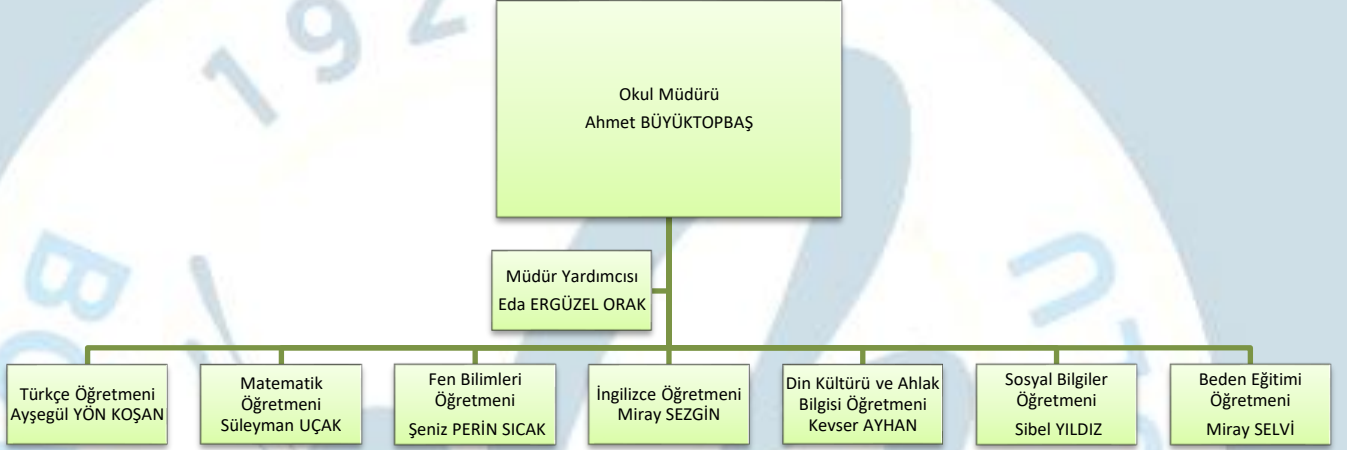 192
Okul Müdürü
Ahmet BÜYÜKTOPBAŞ
Müdür Yardımcısı
Eda ERGÜZEL ORAK
Türkçe Öğretmeni
Ayşegül YÖN KOŞAN
Matematik
Öğretmeni
Süleyman UÇAK
Fen Bilimleri
Öğretmeni
Şeniz PERİN SICAK
İngilizce Öğretmeni
Miray SEZGİN
Din Kültürü ve Ahlak
Bilgisi Öğretmeni
Kevser AYHAN
Sosyal Bilgiler
Öğretmeni
Sibel YILDIZ
Beden Eğitimi
Öğretmeni
Miray SELVİ